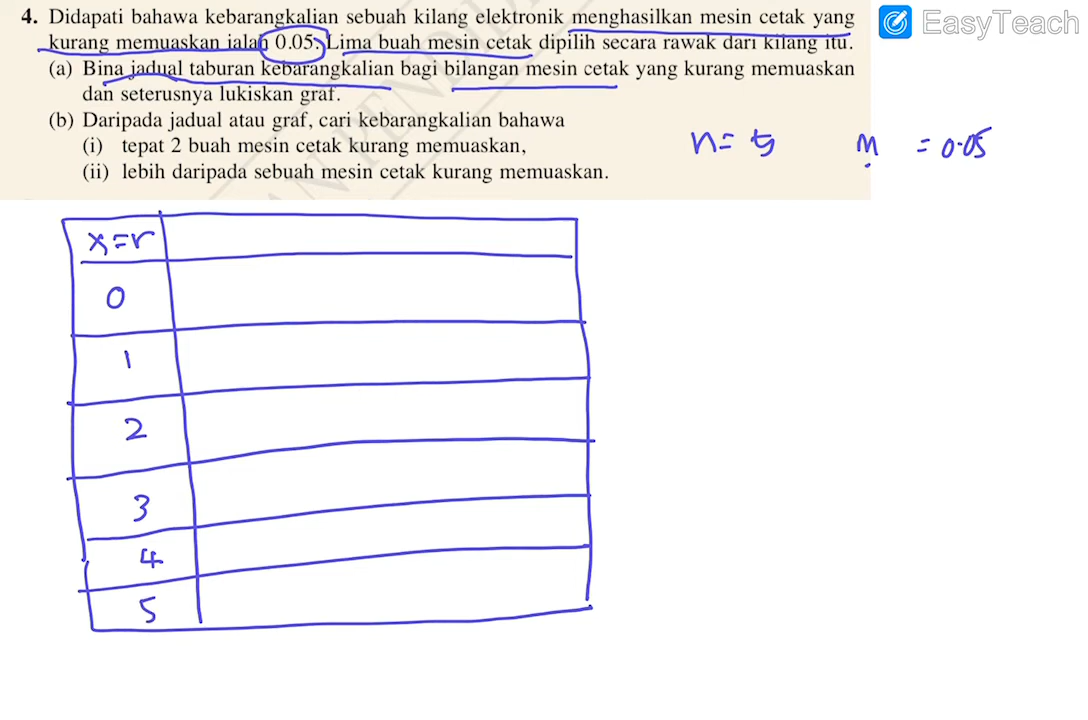 4. Didapati bahawa kebarangkalian sebuah kilang elektronik menghasilkan mesin cetak yang
kurang memuaskan ialah 0.05. Lima buah mesin cetak dipilih secara rawak dari kilang itu.
(a) Bina jadual taburan kebarangkalian bagi bilangan mesin cetak yang kurang memuaskan
dan seterusnya lukiskan graf.
(b) Daripada jadual atau graf, cari kebarangkalian bahawa
(i) tepat 2 buah mesin cetak kurang memuaskan,
(ii) lebih daripada sebuah mesin cetak kurang memuaskan.
EasyTeach
n = 5 m = 0.05
x=r
0
1
2
3
4
5